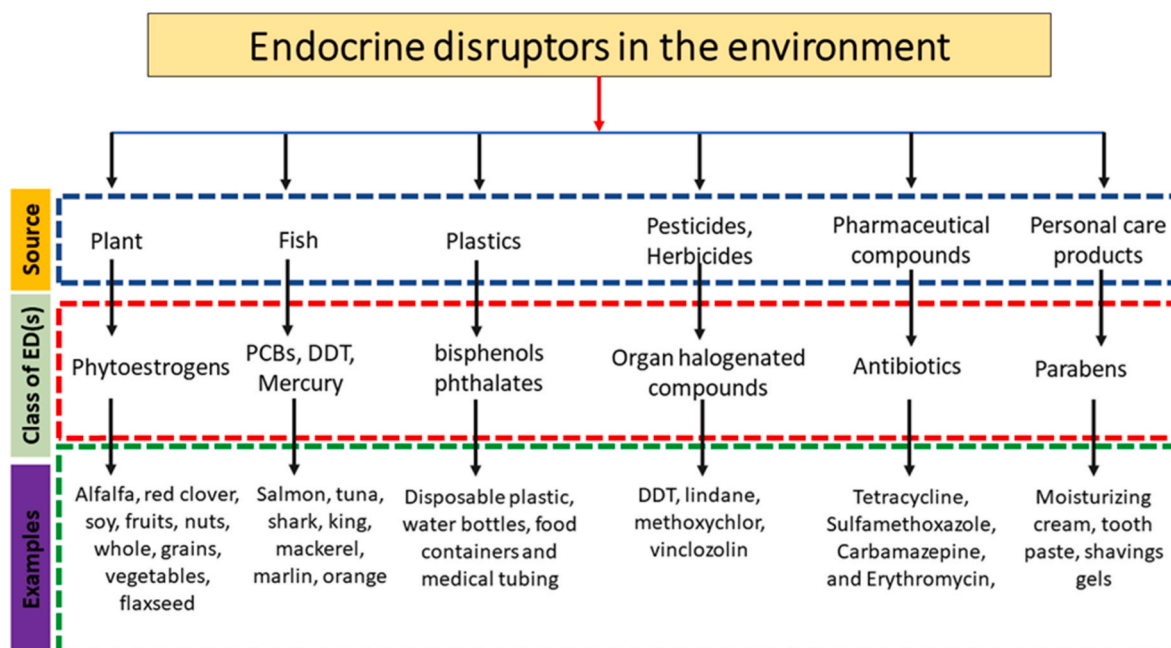 Endocrine disruptors in the environment
Source
Plant
Fish
Plastics
Pesticides,
Herbicides
Pharmaceutical
compounds
Personal care
products
Class of ED(s)
Phytoestrogens
PCBs, DDT,
Mercury
bisphenols
phthalates
Organ halogenated
compounds
Antibiotics
Parabens
Examples
Alfalfa, red clover,
soy, fruits, nuts,
whole, grains,
vegetables,
flaxseed
Salmon, tuna,
shark, king,
mackerel,
marlin, orange
Disposable plastic,
water bottles, food
containers and
medical tubing
DDT, lindane,
methoxychlor,
vinclozolin
Tetracycline,
Sulfamethoxazole,
Carbamazepine,
and Erythromycin,
Moisturizing
cream, tooth
paste, shavings
gels